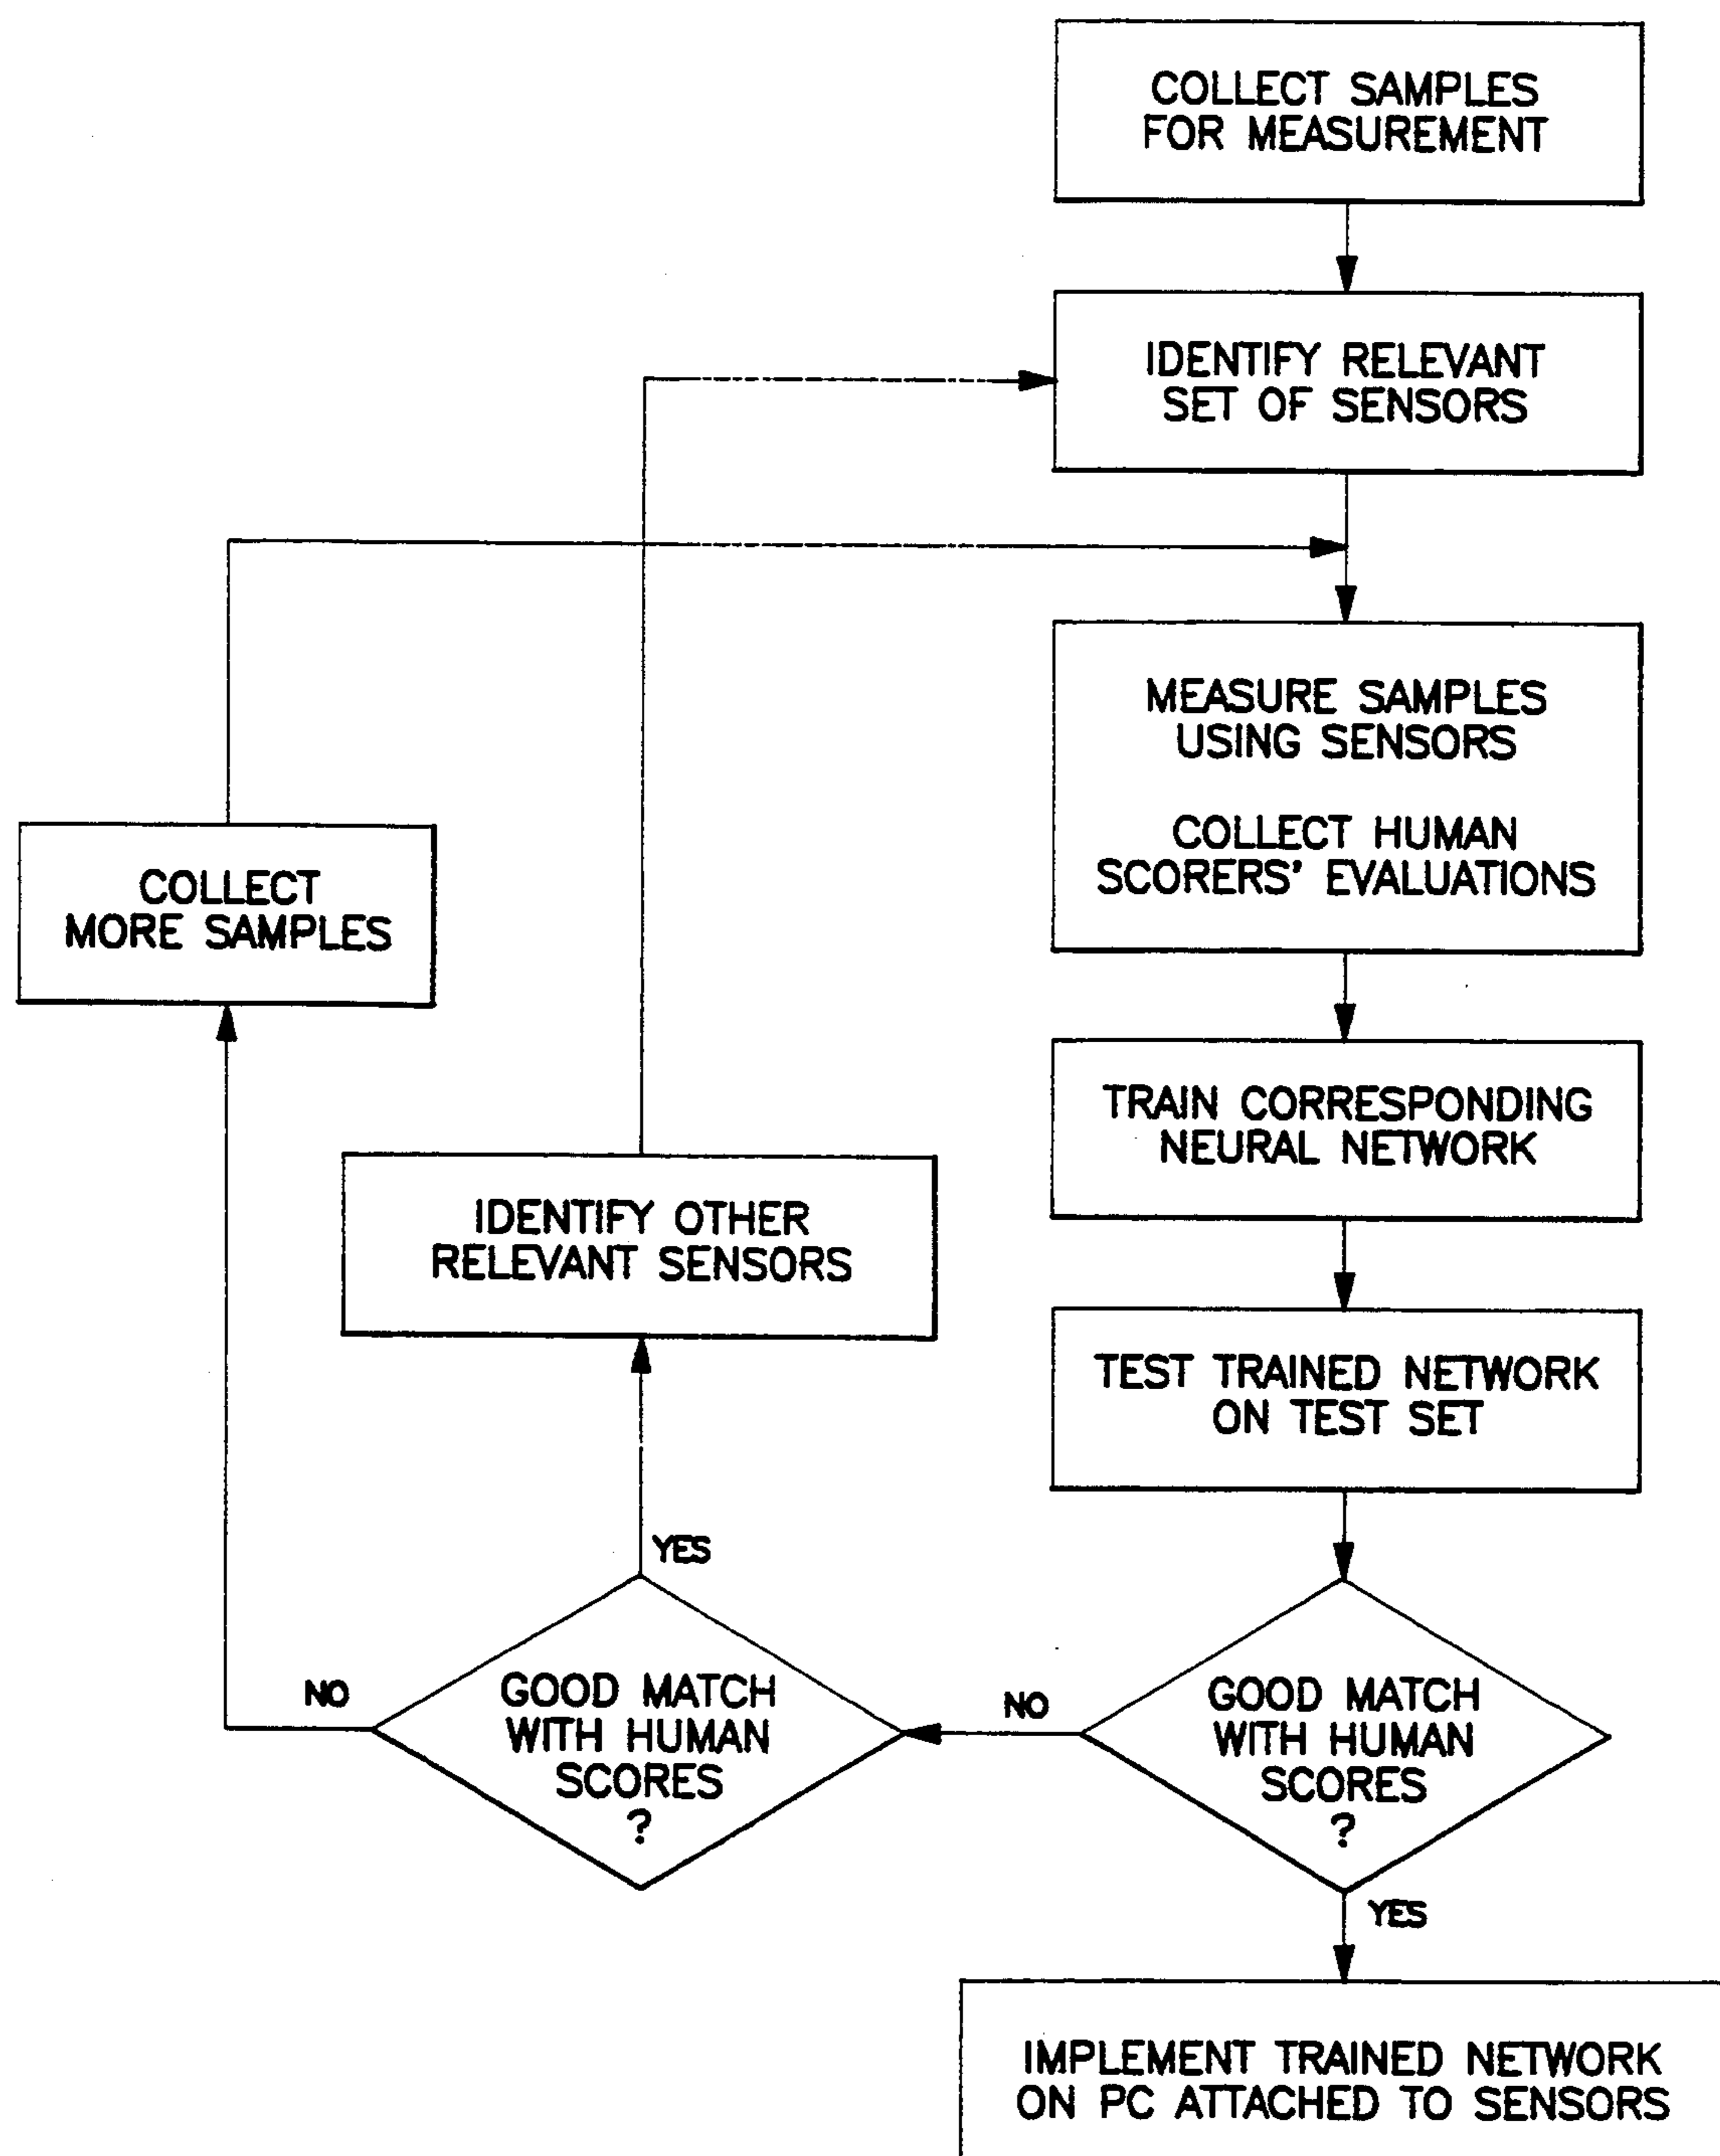 COLLECT SAMPLES
FOR MEASUREMENT
IDENTIFY RELEVANT
SET OF SENSORS
MEASURE SAMPLES
USING SENSORS
COLLECT HUMAN
SCORERS' EVALUATIONS
COLLECT
MORE SAMPLES
TRAIN CORRESPONDING
NEURAL NETWORK
IDENTIFY OTHER
RELEVANT SENSORS
TEST TRAINED NETWORK
ON TEST SET
YES
NO
GOOD MATCH
WITH HUMAN
SCORES
?
NO
GOOD MATCH
WITH HUMAN
SCORES
?
YES
IMPLEMENT TRAINED NETWORK
ON PC ATTACHED TO SENSORS